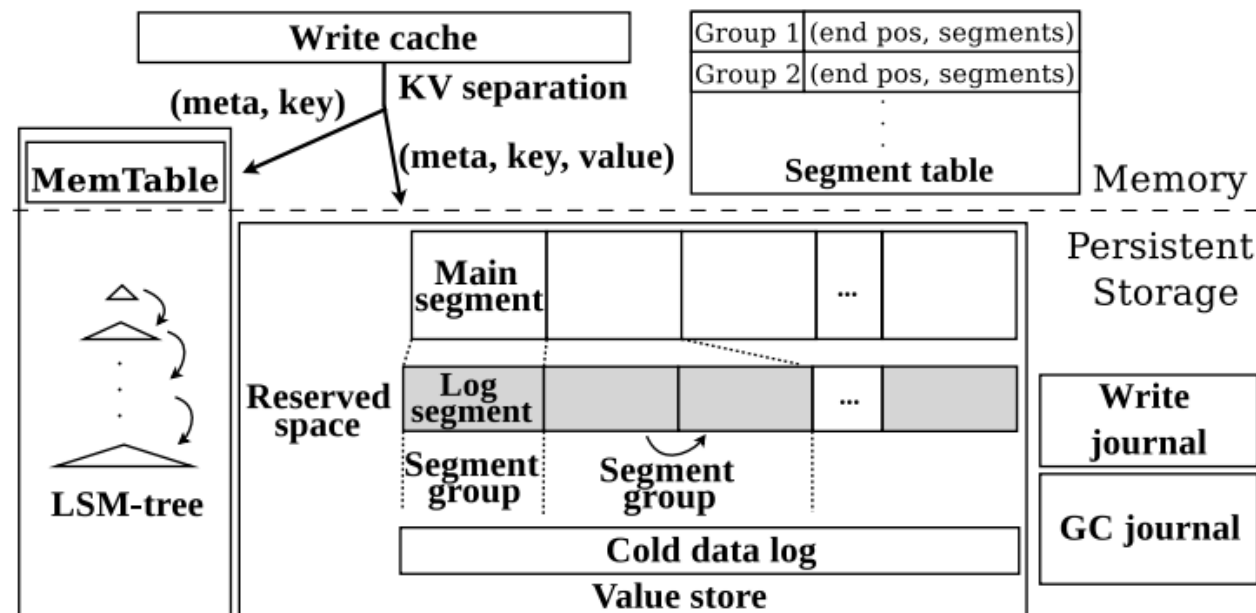 Write cache
KV separation
(meta, key)
(meta, key, value)
Group 1 (end pos, segments)
Group 2 (end pos, segments)
Segment table
Memory
MemTable
LSM-tree
Persistent
Storage
Main
segment
...
Reserved
space
Log
segment
...
Segment
group
Segment
group
Cold data log
Value store
Write
journal
GC journal